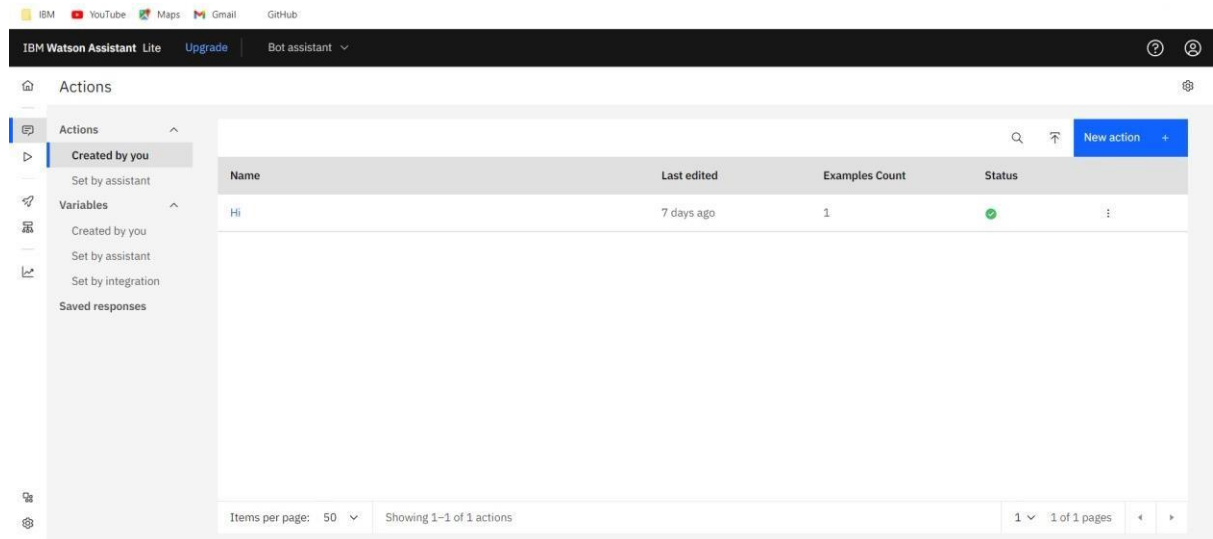 IBM YouTube Maps Gmail GitHub
IBM Watson Assistant Lite Upgrade Bot assistant
Actions
Actions
Created by you
Set by assistant
Variables
Created by you
Set by assistant
Set by integration
Saved responses
New action +
Name Last edited Examples Count Status
Hi 7 days ago 1
Items per page: 50 Showing 1–1 of 1 actions 1 1 of 1 pages